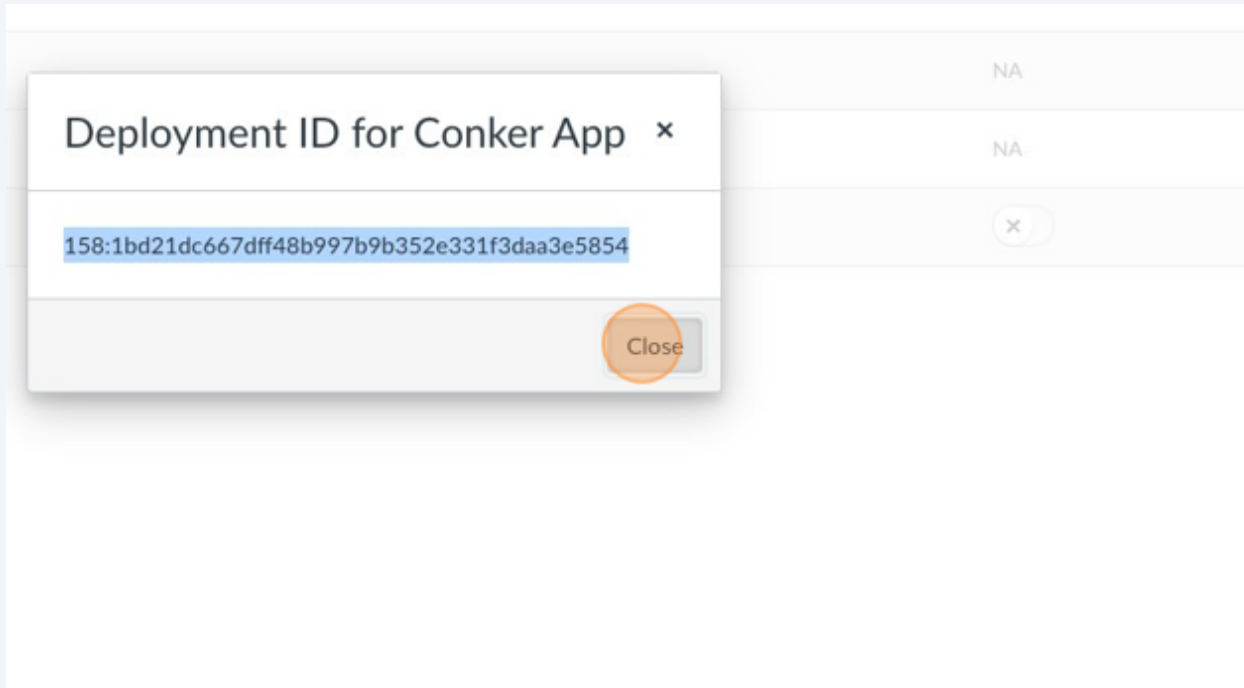 NA
Deployment ID for Conker App ×
NA
158:1bd21dc667dff48b997b9b352e331f3daa3e5854
Close